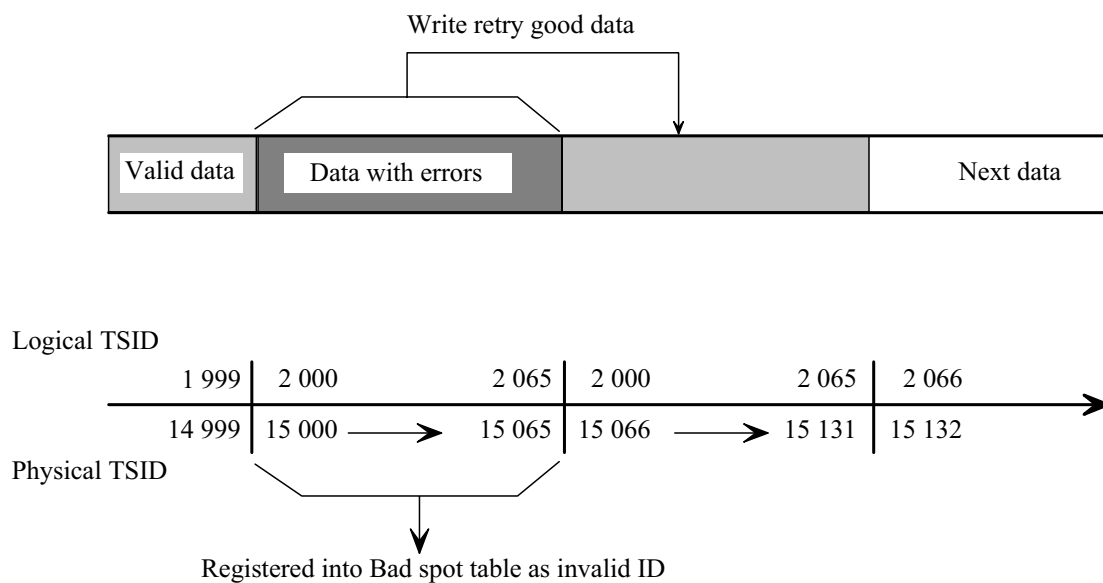 Write retry good data
Valid data
Data with errors
Next data
Logical TSID
1 999 2 000 2 065 2 000 2 065 2 066
14 999 15 000 15 065 15 066 15 131 15 132
Physical TSID
Registered into Bad spot table as invalid ID